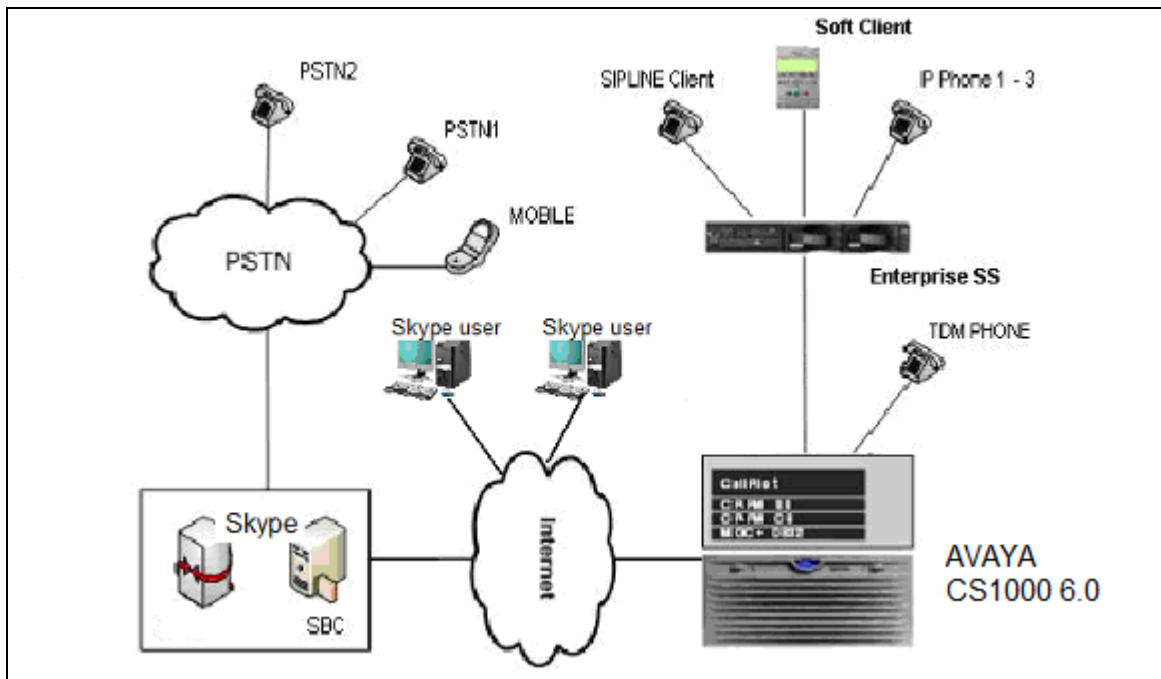 Soft Client
PSTN2
SIPLINE Client
IP Phone 1 - 3
PSTN1
MOBILE
PSTN
Enterprise SS
Skype user
Skype user
TDM PHONE
CallPilot
Internet
Skype
SBC
AVAYA
CS1000 6.0